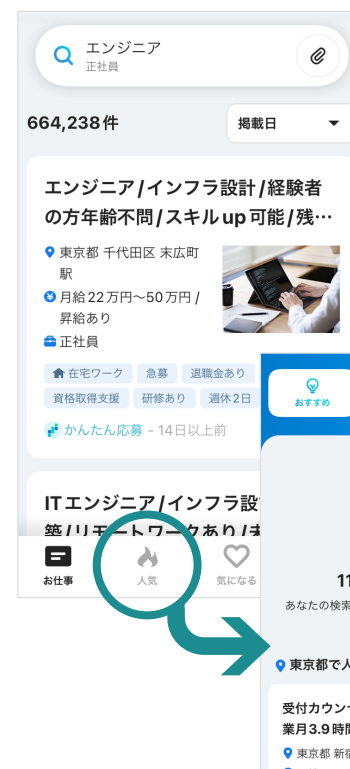 エンジニア
正社員
664,238件
掲載日
エンジニア/インフラ設計/経験者
の方年齢不問/スキルup可能/残…
東京都 千代田区 末広町
駅
月給22万円～50万円 /
昇給あり
正社員
在宅ワーク 急募 退職金あり
資格取得支援 研修あり 週休2日
かんたん応募 - 14日以上前
ITエンジニア/インフラ設
築/リモートワークあり/
お仕事 人気 気になる
おすすめ
11
あなたの検索
東京都で人
受付カウン
業月3.9時間
東京都 新宿